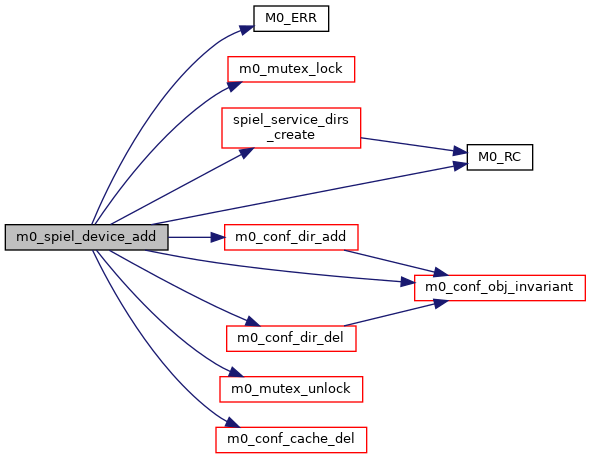 M0_ERR
m0_mutex_lock
spiel_service_dirs
_create
M0_RC
m0_spiel_device_add
m0_conf_dir_add
m0_conf_obj_invariant
m0_conf_dir_del
m0_mutex_unlock
m0_conf_cache_del